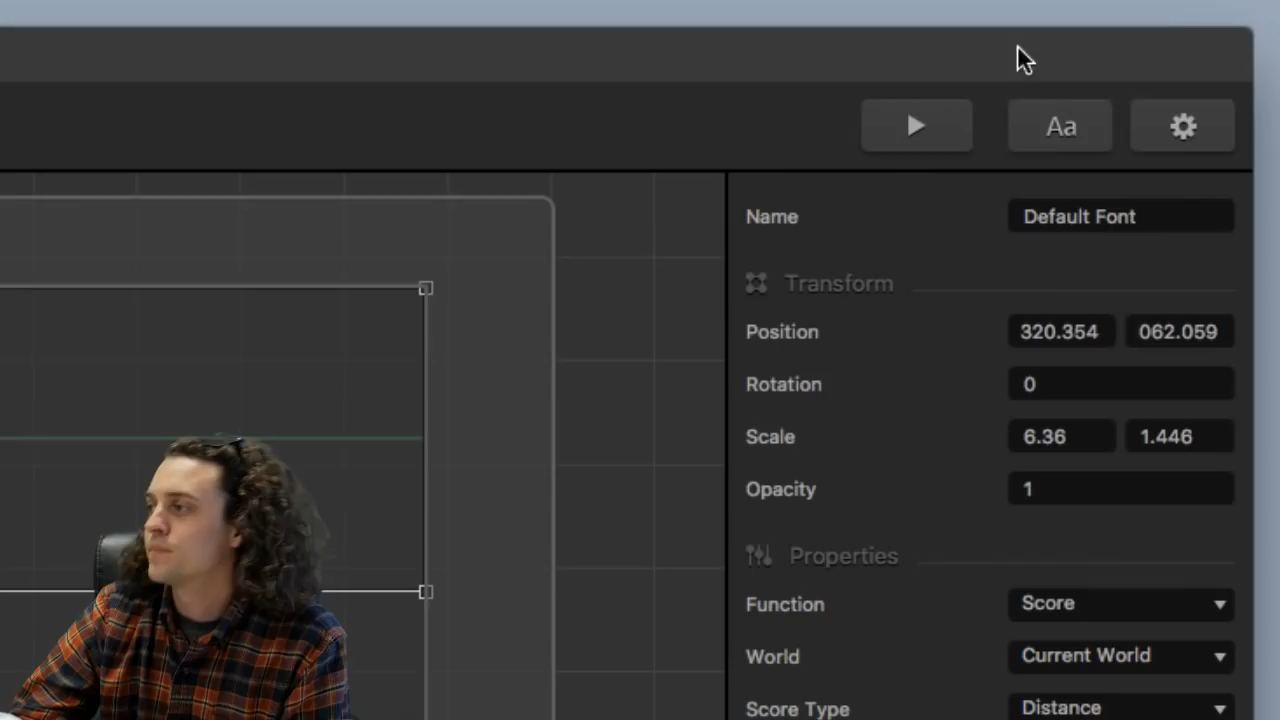 Aa
Name Default Font
Transform
Position 320.354 062.059
Rotation 0
Scale 6.36 1.446
Opacity 1
Properties
Function Score
World Current World
Score Type Distance